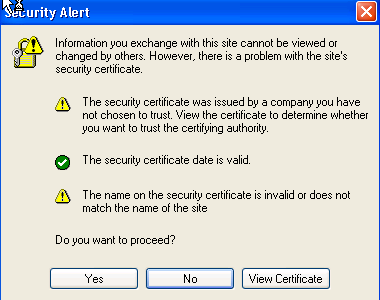 Security Alert
Information you exchange with this site cannot be viewed or
changed by others. However, there is a problem with the site's
security certificate.
The security certificate was issued by a company you have
not chosen to trust. View the certificate to determine whether
you want to trust the certifying authority.
The security certificate date is valid.
The name on the security certificate is invalid or does not
match the name of the site
Do you want to proceed?
Yes
No
View Certificate